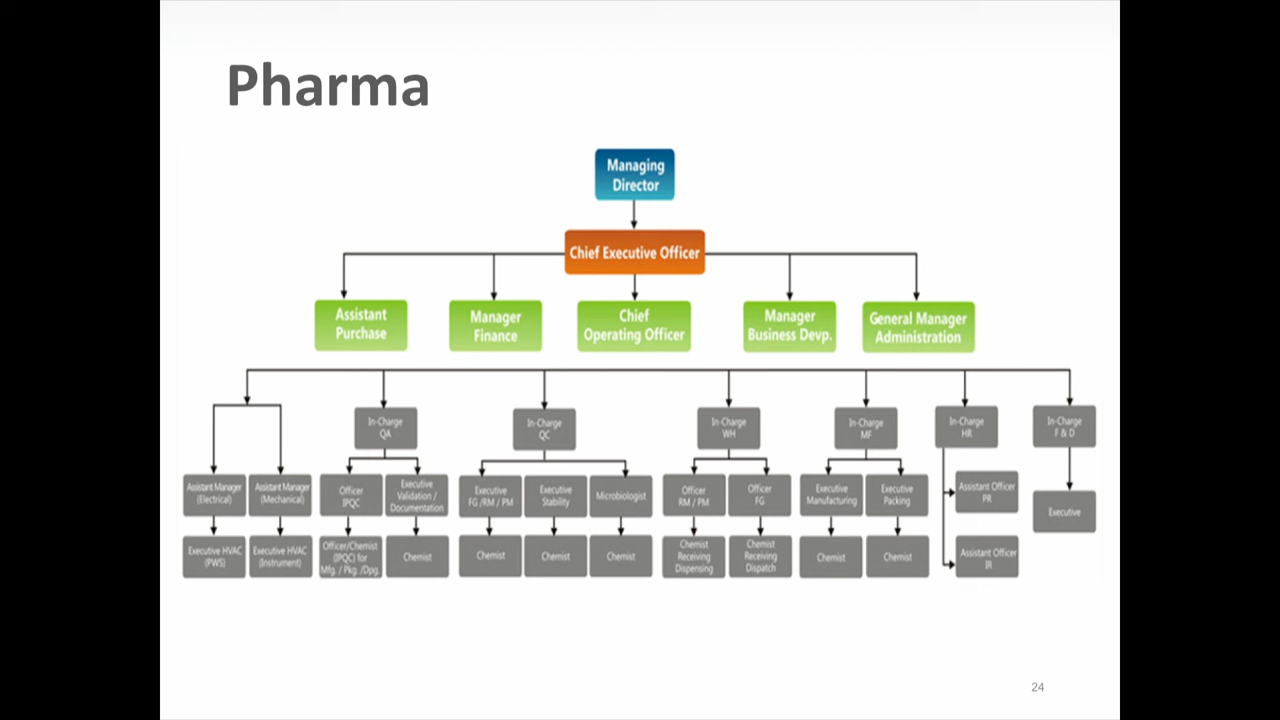 Pharma
Managing
Director
Chief Executive Officer
Assistant
Purchase
Manager
Finance
Chief
Operating Officer
Manager
Business Devp.
General Manager
Administration
In-Charge
QA
In-Charge
QC
In-Charge
WH
In-Charge
MF
In-Charge
HR
In-Charge
F & D
Assistant Manager
(Electrical)
Assistant Manager
(Mechanical)
Officer
IPQC
Executive
Validation /
Documentation
Executive
FG /RM / PM
Executive
Stability
Microbiologist
Officer
RM / PM
Officer
FG
Executive
Manufacturing
Executive
Packing
Assistant Officer
PR
Executive
Executive HVAC
(PWS)
Executive HVAC
(Instrument)
Officer/Chemist
(IPQC) for
Mfg. / Pkg. /Dpg.
Chemist
Chemist
Chemist
Chemist
Chemist
Receiving
Dispensing
Chemist
Receiving
Dispatch
Chemist
Chemist
Assistant Officer
IR
24